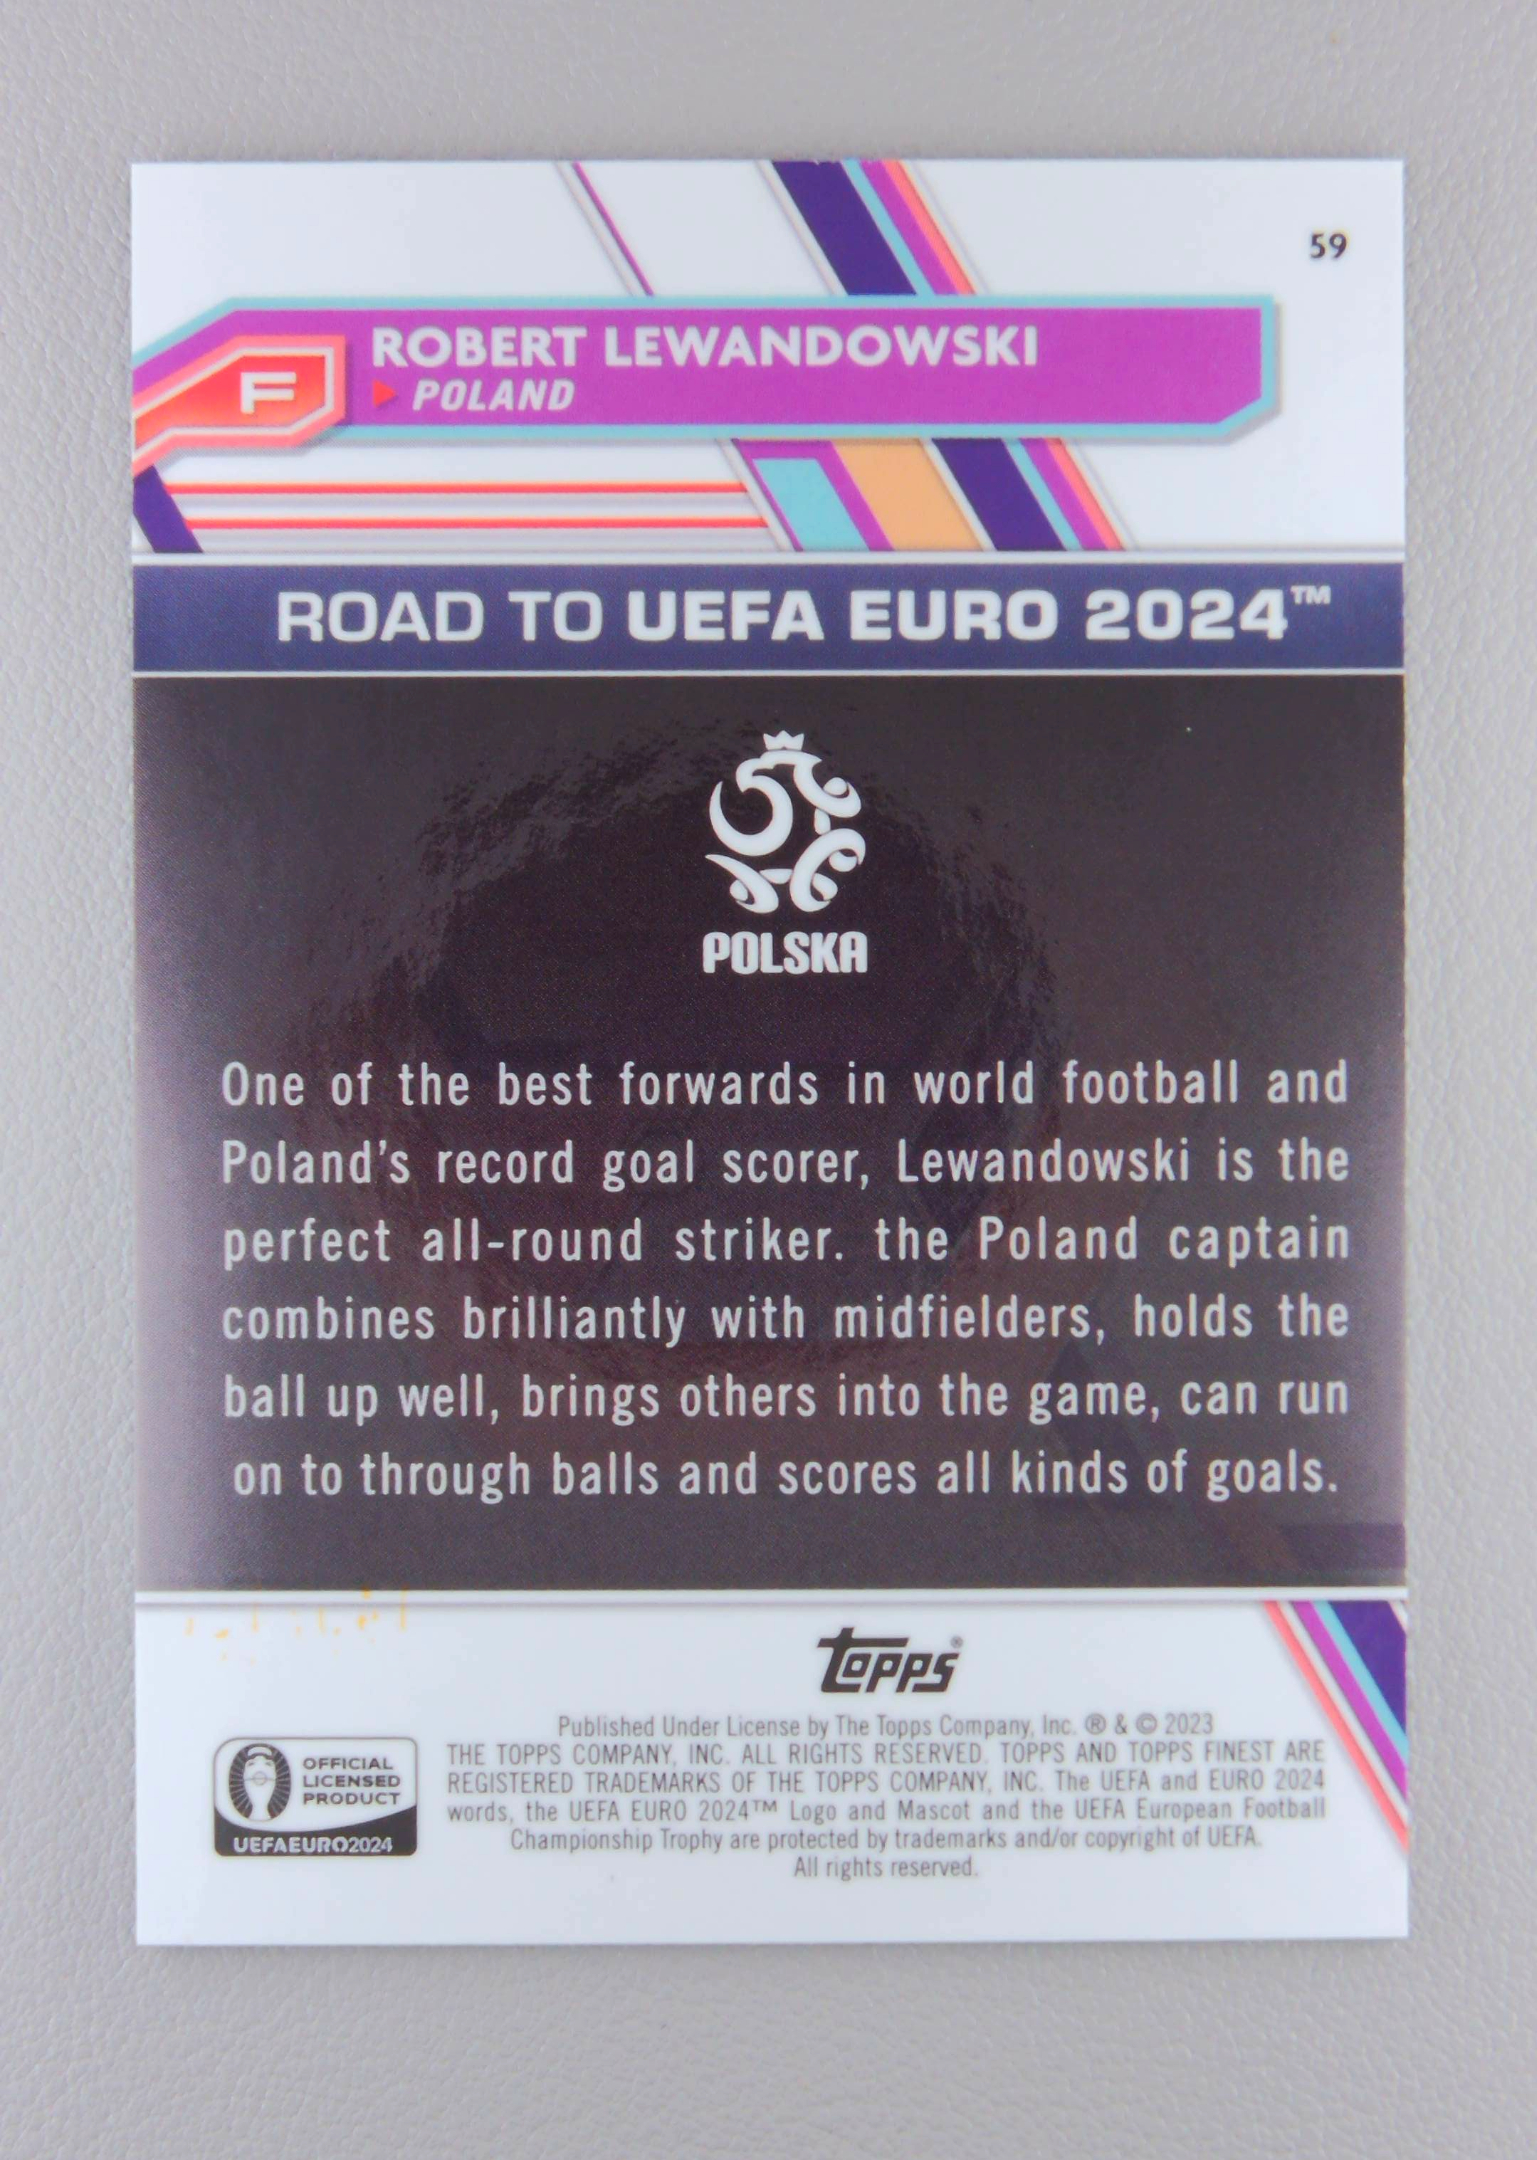 59
ROBERT LEWANDOWSKI
F
POLAND
ROAD TO UEFA EURO 2024™
POLSKA
One of the best forwards in world football and
Poland's record goal scorer, Lewandowski is the
perfect all-round striker. the Poland captain
combines brilliantly with midfielders, holds the
ball up well, brings others into the game, can run
on to through balls and scores all kinds of goals.
topps®
Published Under License by The Topps Company, Inc. ® & © 2023
THE TOPPS COMPANY, INC. ALL RIGHTS RESERVED. TOPPS AND TOPPS FINEST ARE
REGISTERED TRADEMARKS OF THE TOPPS COMPANY, INC. The UEFA and EURO 2024
words, the UEFA EURO 2024™ Logo and Mascot and the UEFA European Football
Championship Trophy are protected by trademarks and/or copyright of UEFA.
All rights reserved.
OFFICIAL
LICENSED
PRODUCT
UEFAEURO2024